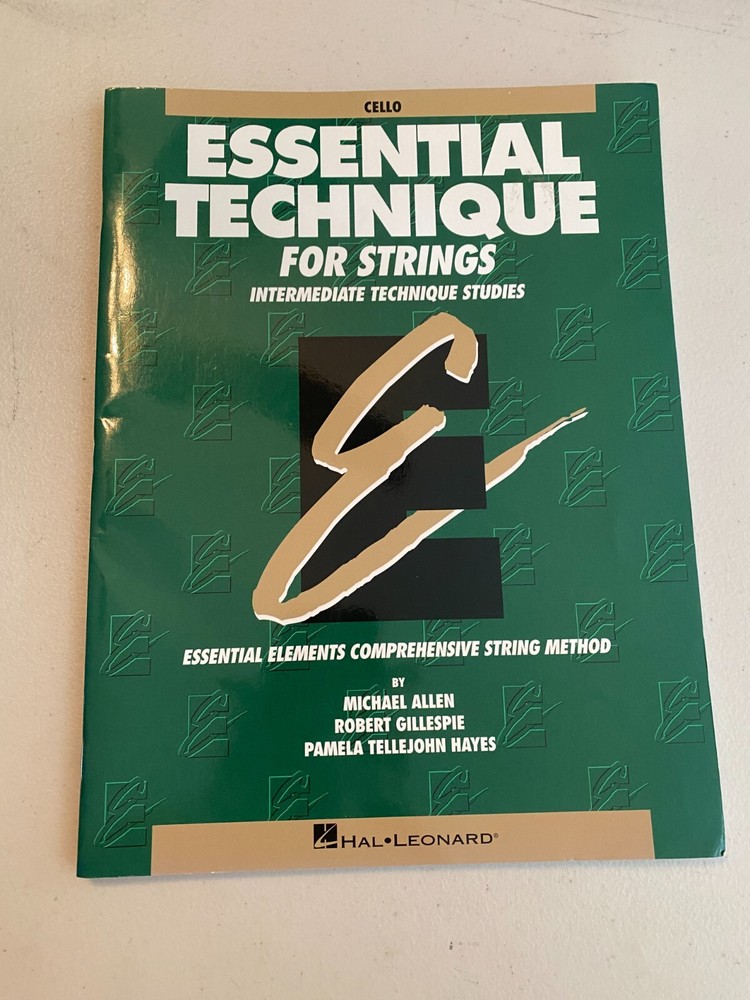 CELLO
ESSENTIAL
TECHNIQUE
FOR STRINGS
INTERMEDIATE TECHNIQUE STUDIES
E
ESSENTIAL ELEMENTS COMPREHENSIVE STRING METHOD
BY
MICHAEL ALLEN
ROBERT GILLESPIE
PAMELA TELLEJOHN HAYES
HAL•LEONARD®